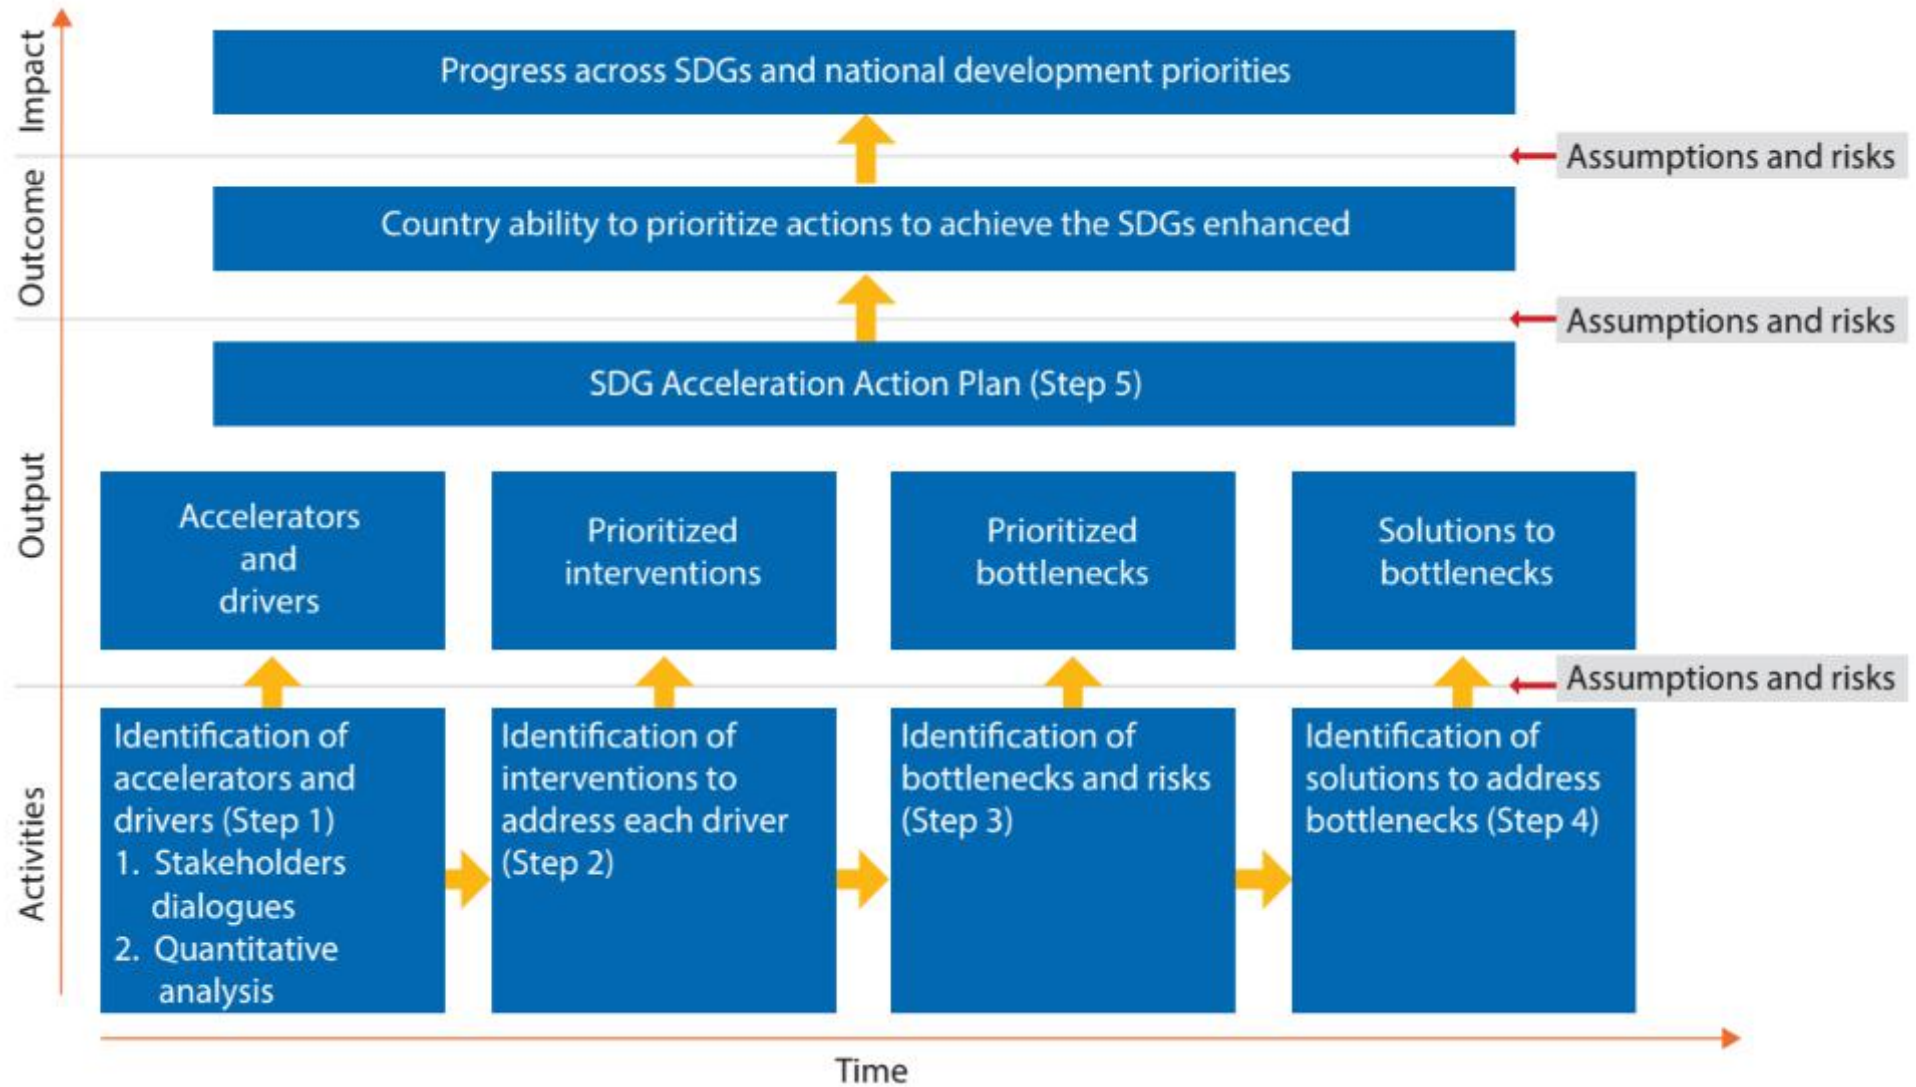 Impact
Progress across SDGs and national development priorities
Assumptions and risks
Outcome
Country ability to prioritize actions to achieve the SDGs enhanced
Assumptions and risks
SDG Acceleration Action Plan (Step 5)
Output
Accelerators
and
drivers
Prioritized
interventions
Prioritized
bottlenecks
Solutions to
bottlenecks
Assumptions and risks
Activities
Identification of
accelerators and
drivers (Step 1)
1. Stakeholders
dialogues
2. Quantitative
analysis
Identification of
interventions to
address each driver
(Step 2)
Identification of
bottlenecks and risks
(Step 3)
Identification of
solutions to address
bottlenecks (Step 4)
Time